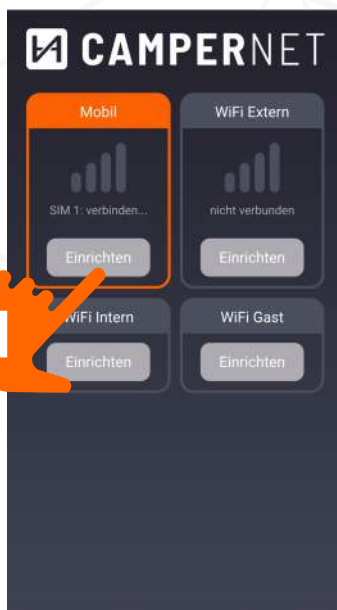 CAMPERNET
Mobil
WiFi Extern
SIM 1: verbinden...
nicht verbunden
Einrichten
Einrichten
WiFi Intern
WiFi Gast
Einrichten
Einrichten